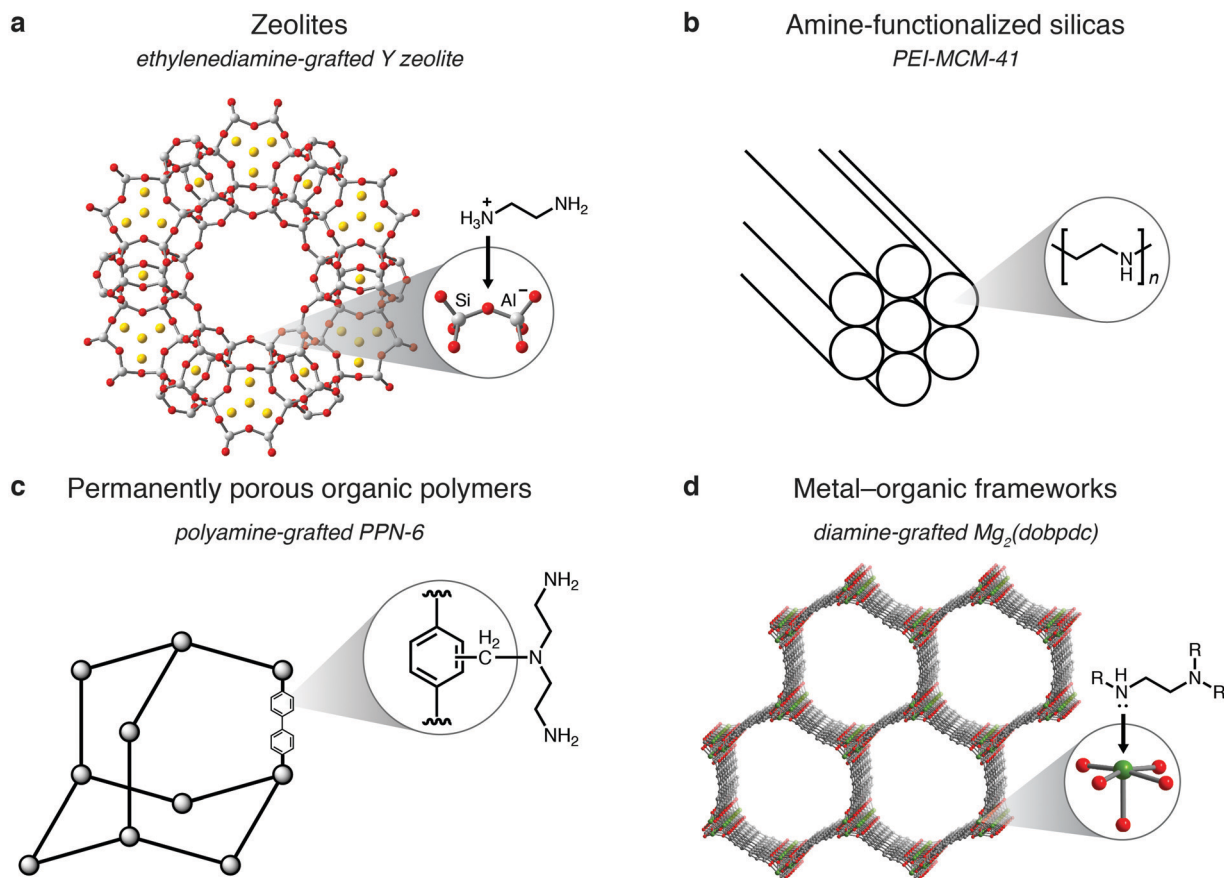 a Zeolites
ethylenediamine-grafted Y zeolite
H₃N⁺ NH₂
Si Al⁻
b Amine-functionalized silicas
PEI-MCM-41
N
H
n
c Permanently porous organic polymers
polyamine-grafted PPN-6
NH₂
H₂
C N
NH₂
d Metal–organic frameworks
diamine-grafted Mg₂(dobpdc)
R
H
R N N R